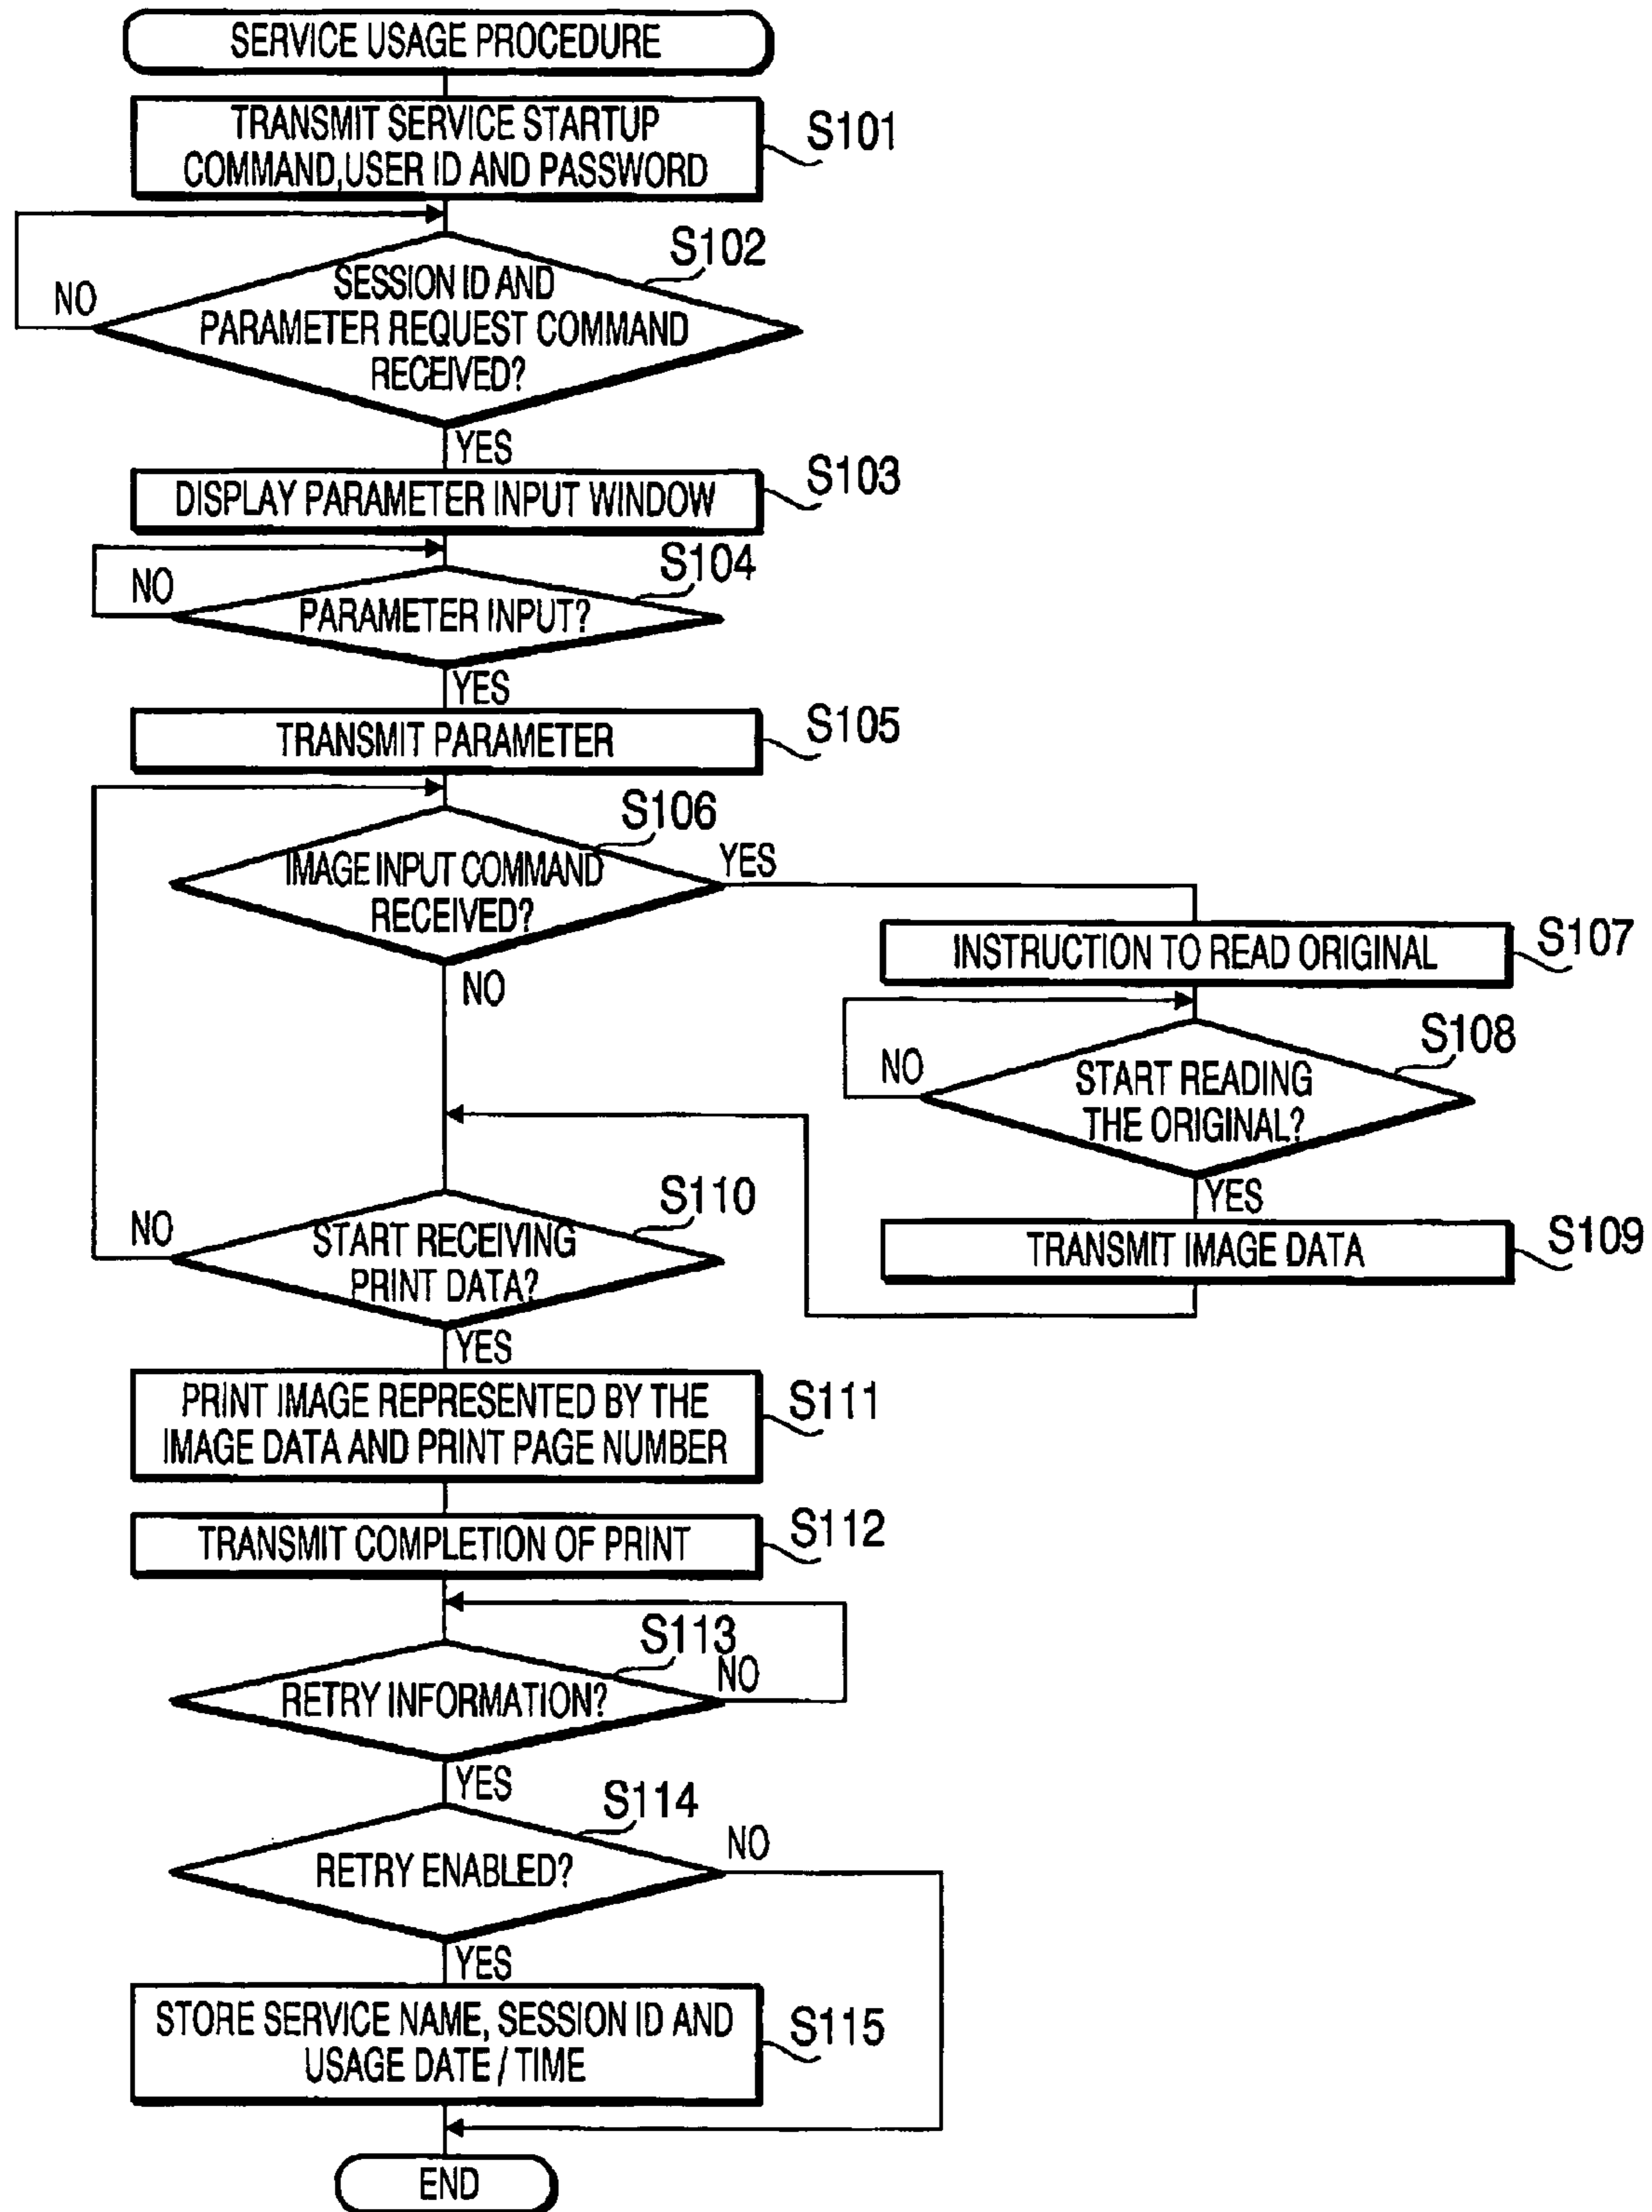 SERVICE USAGE PROCEDURE
TRANSMIT SERVICE STARTUP
COMMAND,USER ID AND PASSWORD
S101
S102
SESSION ID AND
PARAMETER REQUEST COMMAND
RECEIVED?
NO
YES
DISPLAY PARAMETER INPUT WINDOW
S103
S104
NO
PARAMETER INPUT?
YES
TRANSMIT PARAMETER
S105
S106
IMAGE INPUT COMMAND
RECEIVED?
YES
NO
INSTRUCTION TO READ ORIGINAL
S107
S108
NO
START READING
THE ORIGINAL?
YES
TRANSMIT IMAGE DATA
S109
S110
NO
START RECEIVING
PRINT DATA?
YES
PRINT IMAGE REPRESENTED BY THE
IMAGE DATA AND PRINT PAGE NUMBER
S111
TRANSMIT COMPLETION OF PRINT
S112
S113
NO
RETRY INFORMATION?
YES
S114
NO
RETRY ENABLED?
YES
STORE SERVICE NAME, SESSION ID AND
USAGE DATE / TIME
S115
END